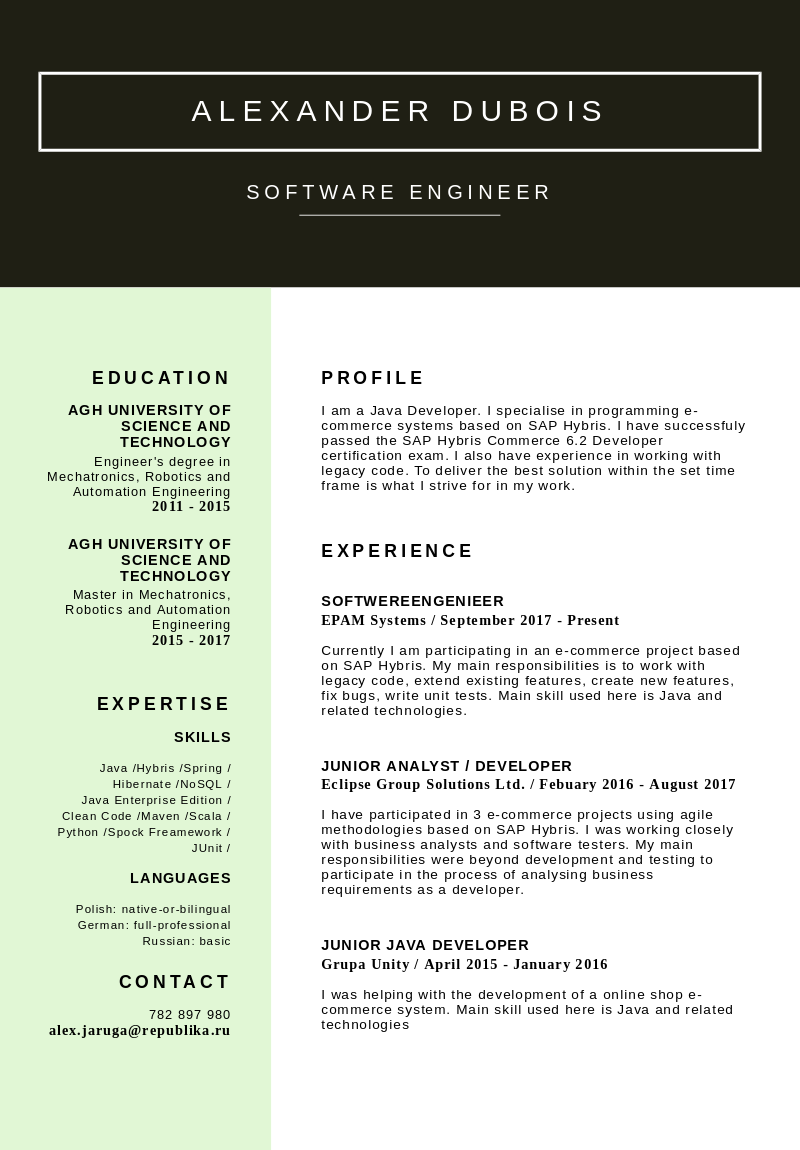 ALEXANDER DUBOIS
SOFTWARE ENGINEER
EDUCATION
AGH UNIVERSITY OF
SCIENCE AND
TECHNOLOGY
Engineer's degree in
Mechatronics, Robotics and
Automation Engineering
2011 - 2015
AGH UNIVERSITY OF
SCIENCE AND
TECHNOLOGY
Master in Mechatronics,
Robotics and Automation
Engineering
2015 - 2017
EXPERTISE
SKILLS
Java /Hybris /Spring /
Hibernate /NoSQL /
Java Enterprise Edition /
Clean Code /Maven /Scala /
Python /Spock Freamework /
JUnit /
LANGUAGES
Polish: native-or-bilingual
German: full-professional
Russian: basic
CONTACT
782 897 980
alex.jaruga@republika.ru
PROFILE
I am a Java Developer. I specialise in programming e-
commerce systems based on SAP Hybris. I have successfuly
passed the SAP Hybris Commerce 6.2 Developer
certification exam. I also have experience in working with
legacy code. To deliver the best solution within the set time
frame is what I strive for in my work.
EXPERIENCE
SOFTWEREENGENIEER
EPAM Systems / September 2017 - Present
Currently I am participating in an e-commerce project based
on SAP Hybris. My main responsibilities is to work with
legacy code, extend existing features, create new features,
fix bugs, write unit tests. Main skill used here is Java and
related technologies.
JUNIOR ANALYST / DEVELOPER
Eclipse Group Solutions Ltd. / Febuary 2016 - August 2017
I have participated in 3 e-commerce projects using agile
methodologies based on SAP Hybris. I was working closely
with business analysts and software testers. My main
responsibilities were beyond development and testing to
participate in the process of analysing business
requirements as a developer.
JUNIOR JAVA DEVELOPER
Grupa Unity / April 2015 - January 2016
I was helping with the development of a online shop e-
commerce system. Main skill used here is Java and related
technologies